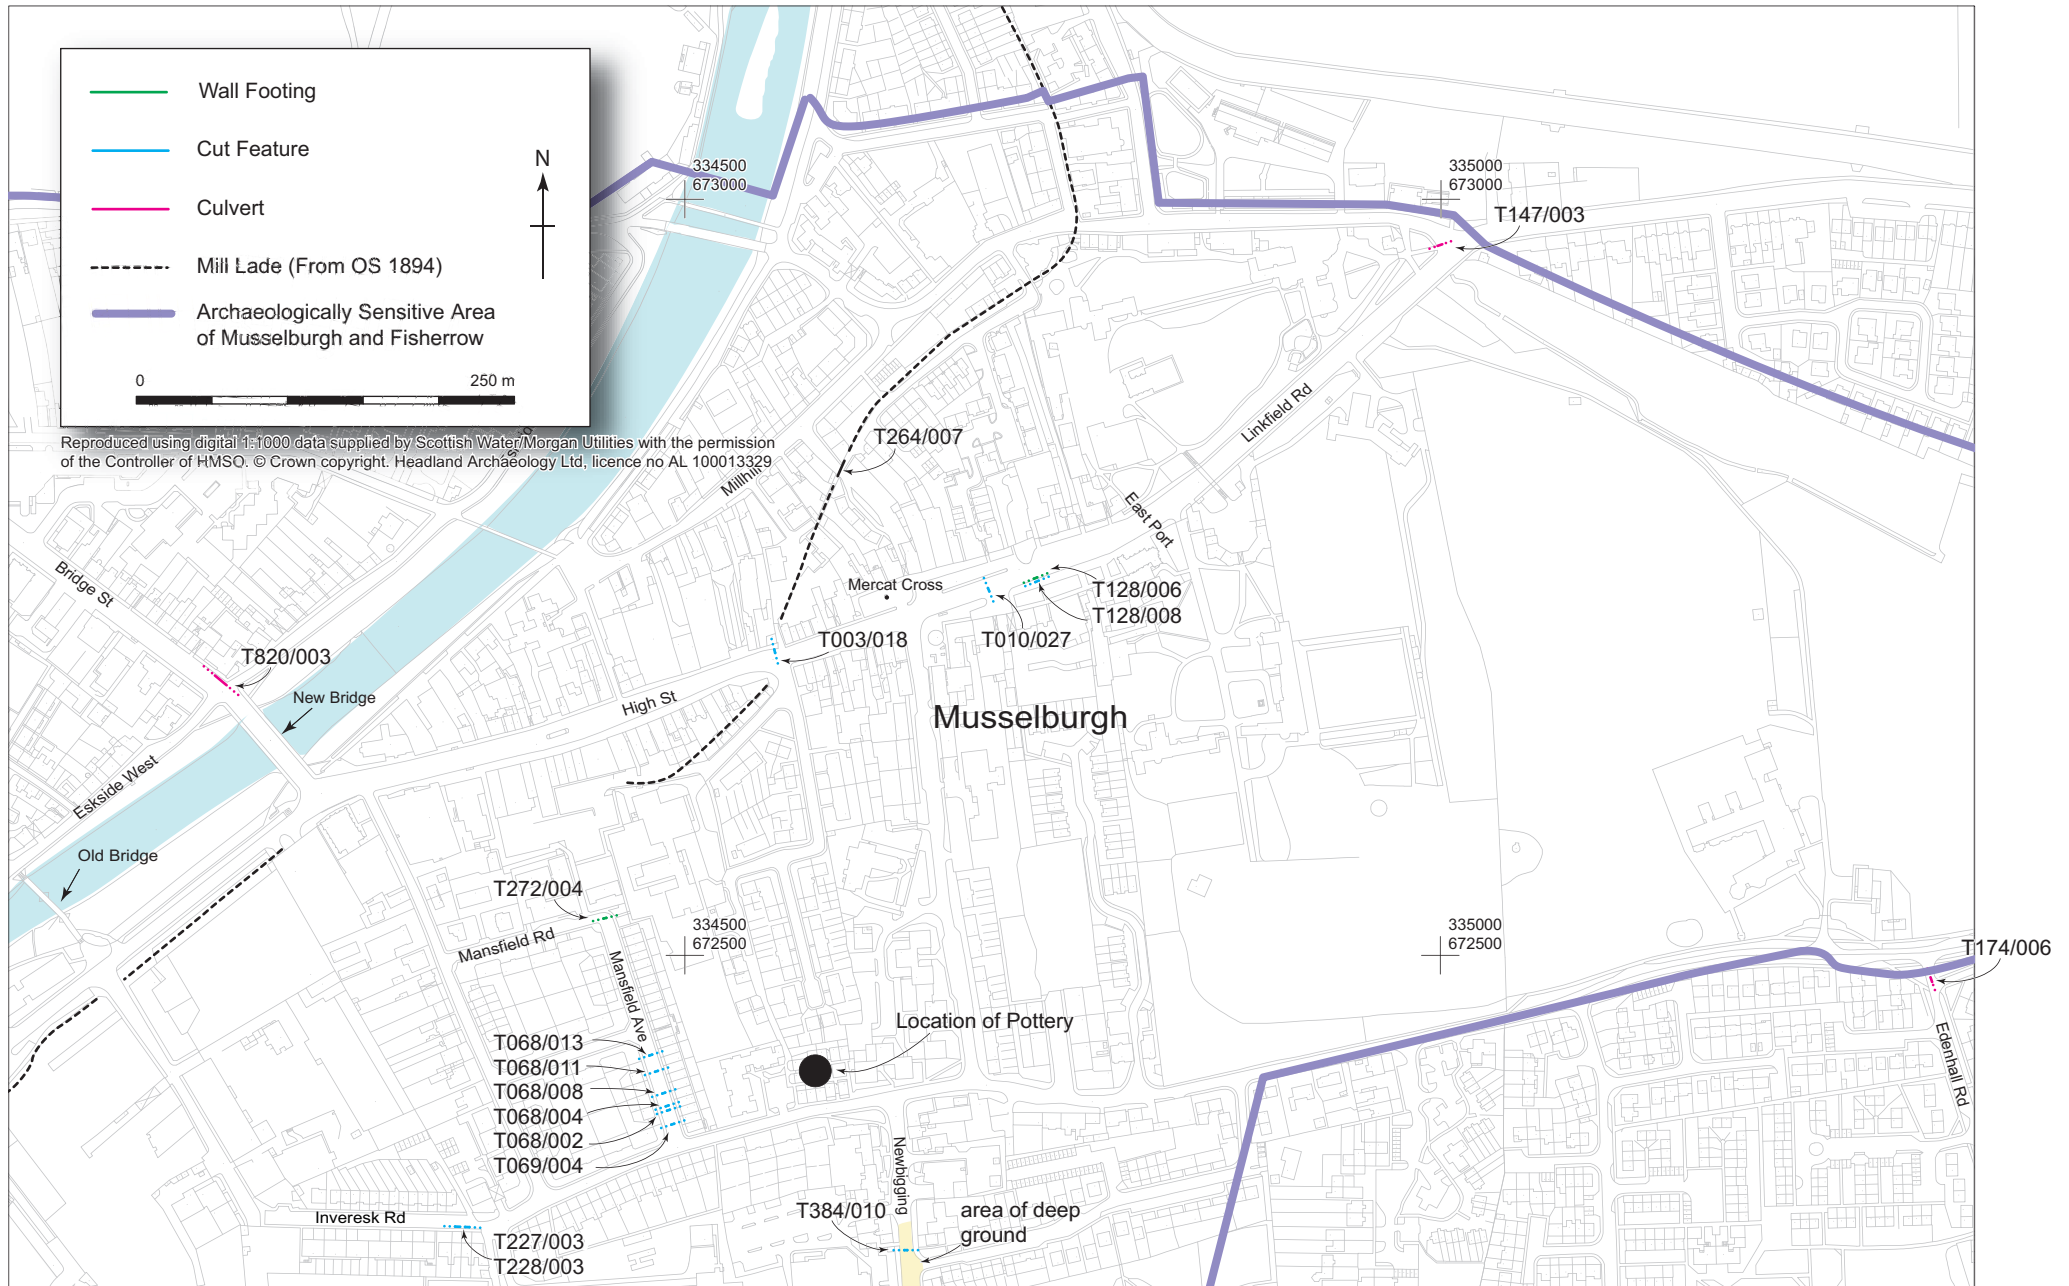 Wall Footing
Cut Feature
Culvert
Mill Lade (From OS 1894)
Archaeologically Sensitive Area
of Musselburgh and Fisherrow
N
0
250 m
Reproduced using digital 1:1000 data supplied by Scottish Water/Morgan Utilities with the permission
of the Controller of HMSO. © Crown copyright. Headland Archaeology Ltd, licence no AL 100013329
334500
673000
335000
673000
T147/003
Linkfield Rd
T264/007
Millhill
East Port
Bridge St
Mercat Cross
T128/006
T128/008
T003/018
T010/027
T820/003
New Bridge
High St
Musselburgh
Eskside West
Old Bridge
T272/004
Mansfield Rd
Mansfield Ave
334500
672500
335000
672500
T174/006
Location of Pottery
T068/013
T068/011
T068/008
T068/004
T068/002
T069/004
Edenhall Rd
Newbigging
Inveresk Rd
T227/003
T228/003
T384/010
area of deep
ground